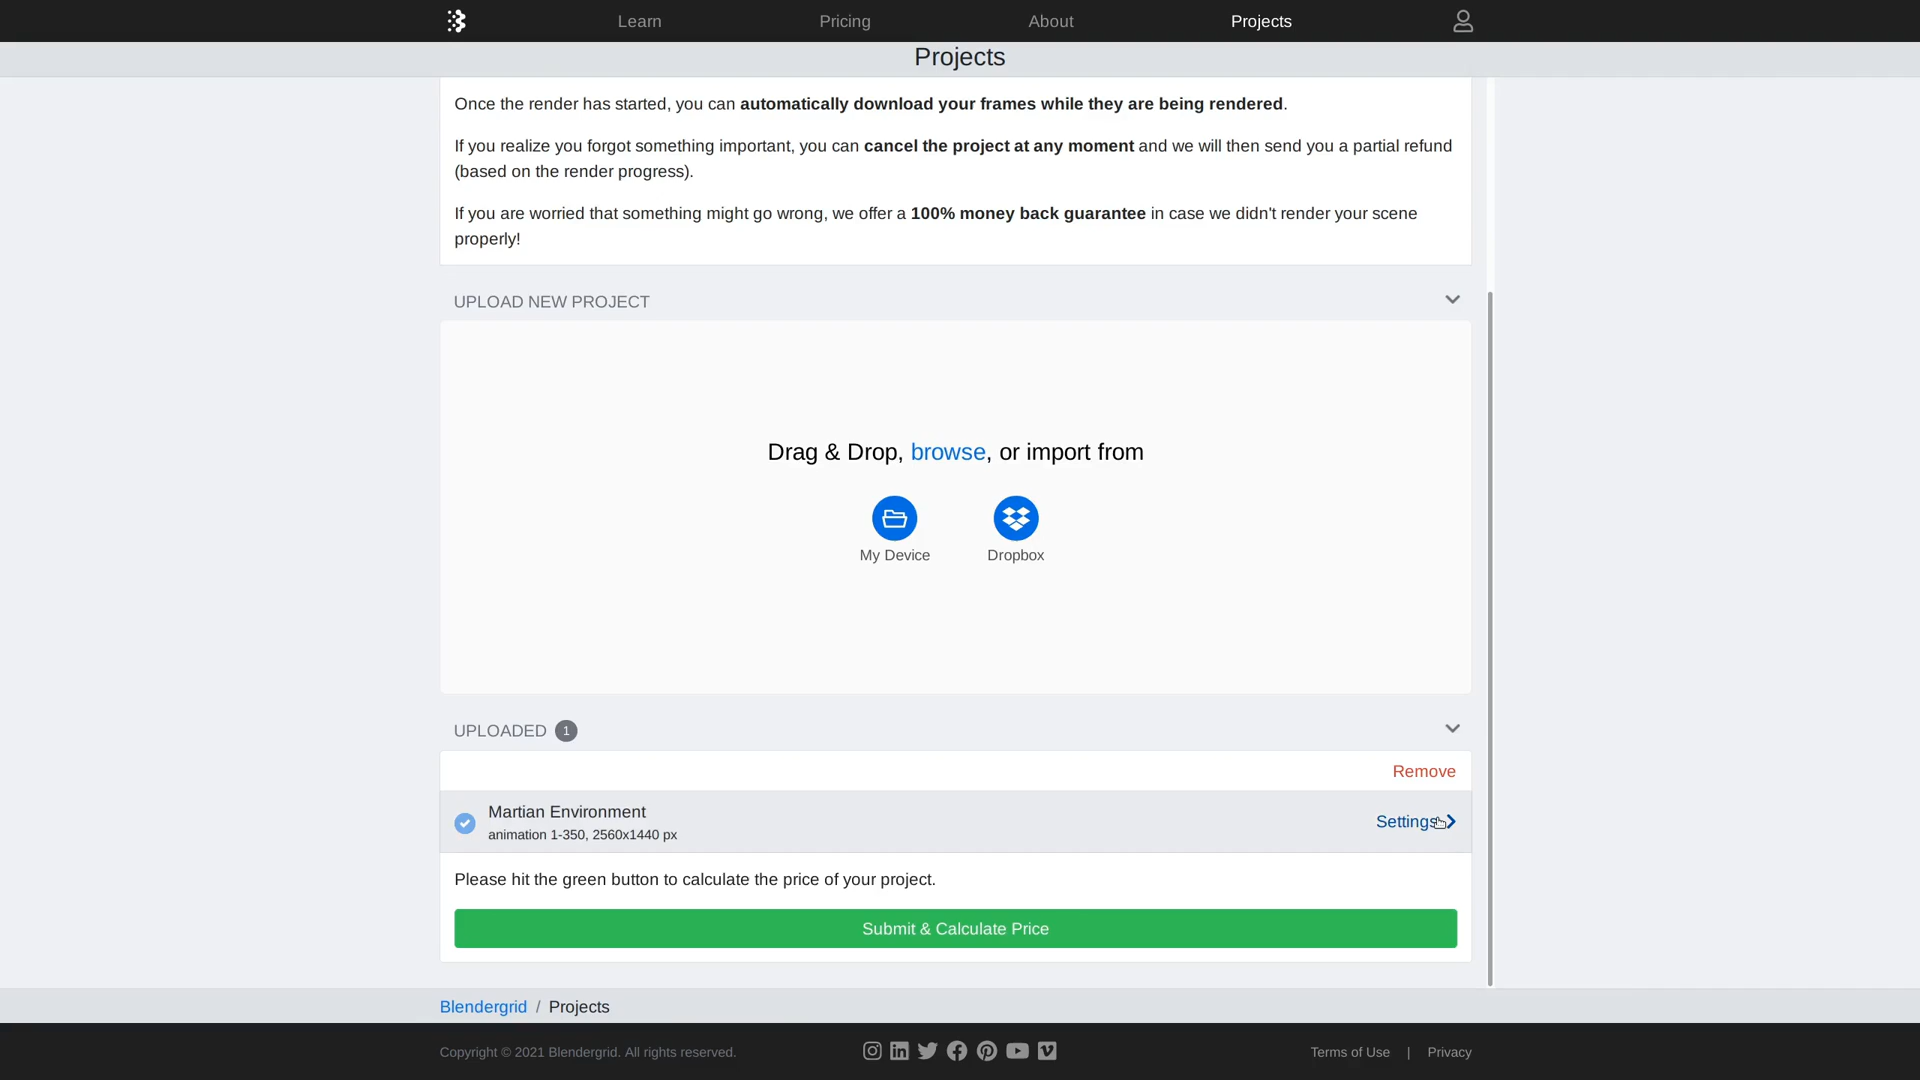 Learn
Pricing
About
Projects
Projects
Once the render has started, you can automatically download your frames while they are being rendered.
If you realize you forgot something important, you can cancel the project at any moment and we will then send you a partial refund
(based on the render progress).
If you are worried that something might go wrong, we offer a 100% money back guarantee in case we didn't render your scene
properly!
UPLOAD NEW PROJECT
Drag & Drop, browse, or import from
My Device
Dropbox
UPLOADED 1
Remove
Martian Environment
animation 1-350, 2560x1440 px
Settings
Please hit the green button to calculate the price of your project.
Submit & Calculate Price
Blendergrid / Projects
Copyright © 2021 Blendergrid. All rights reserved.
Terms of Use | Privacy